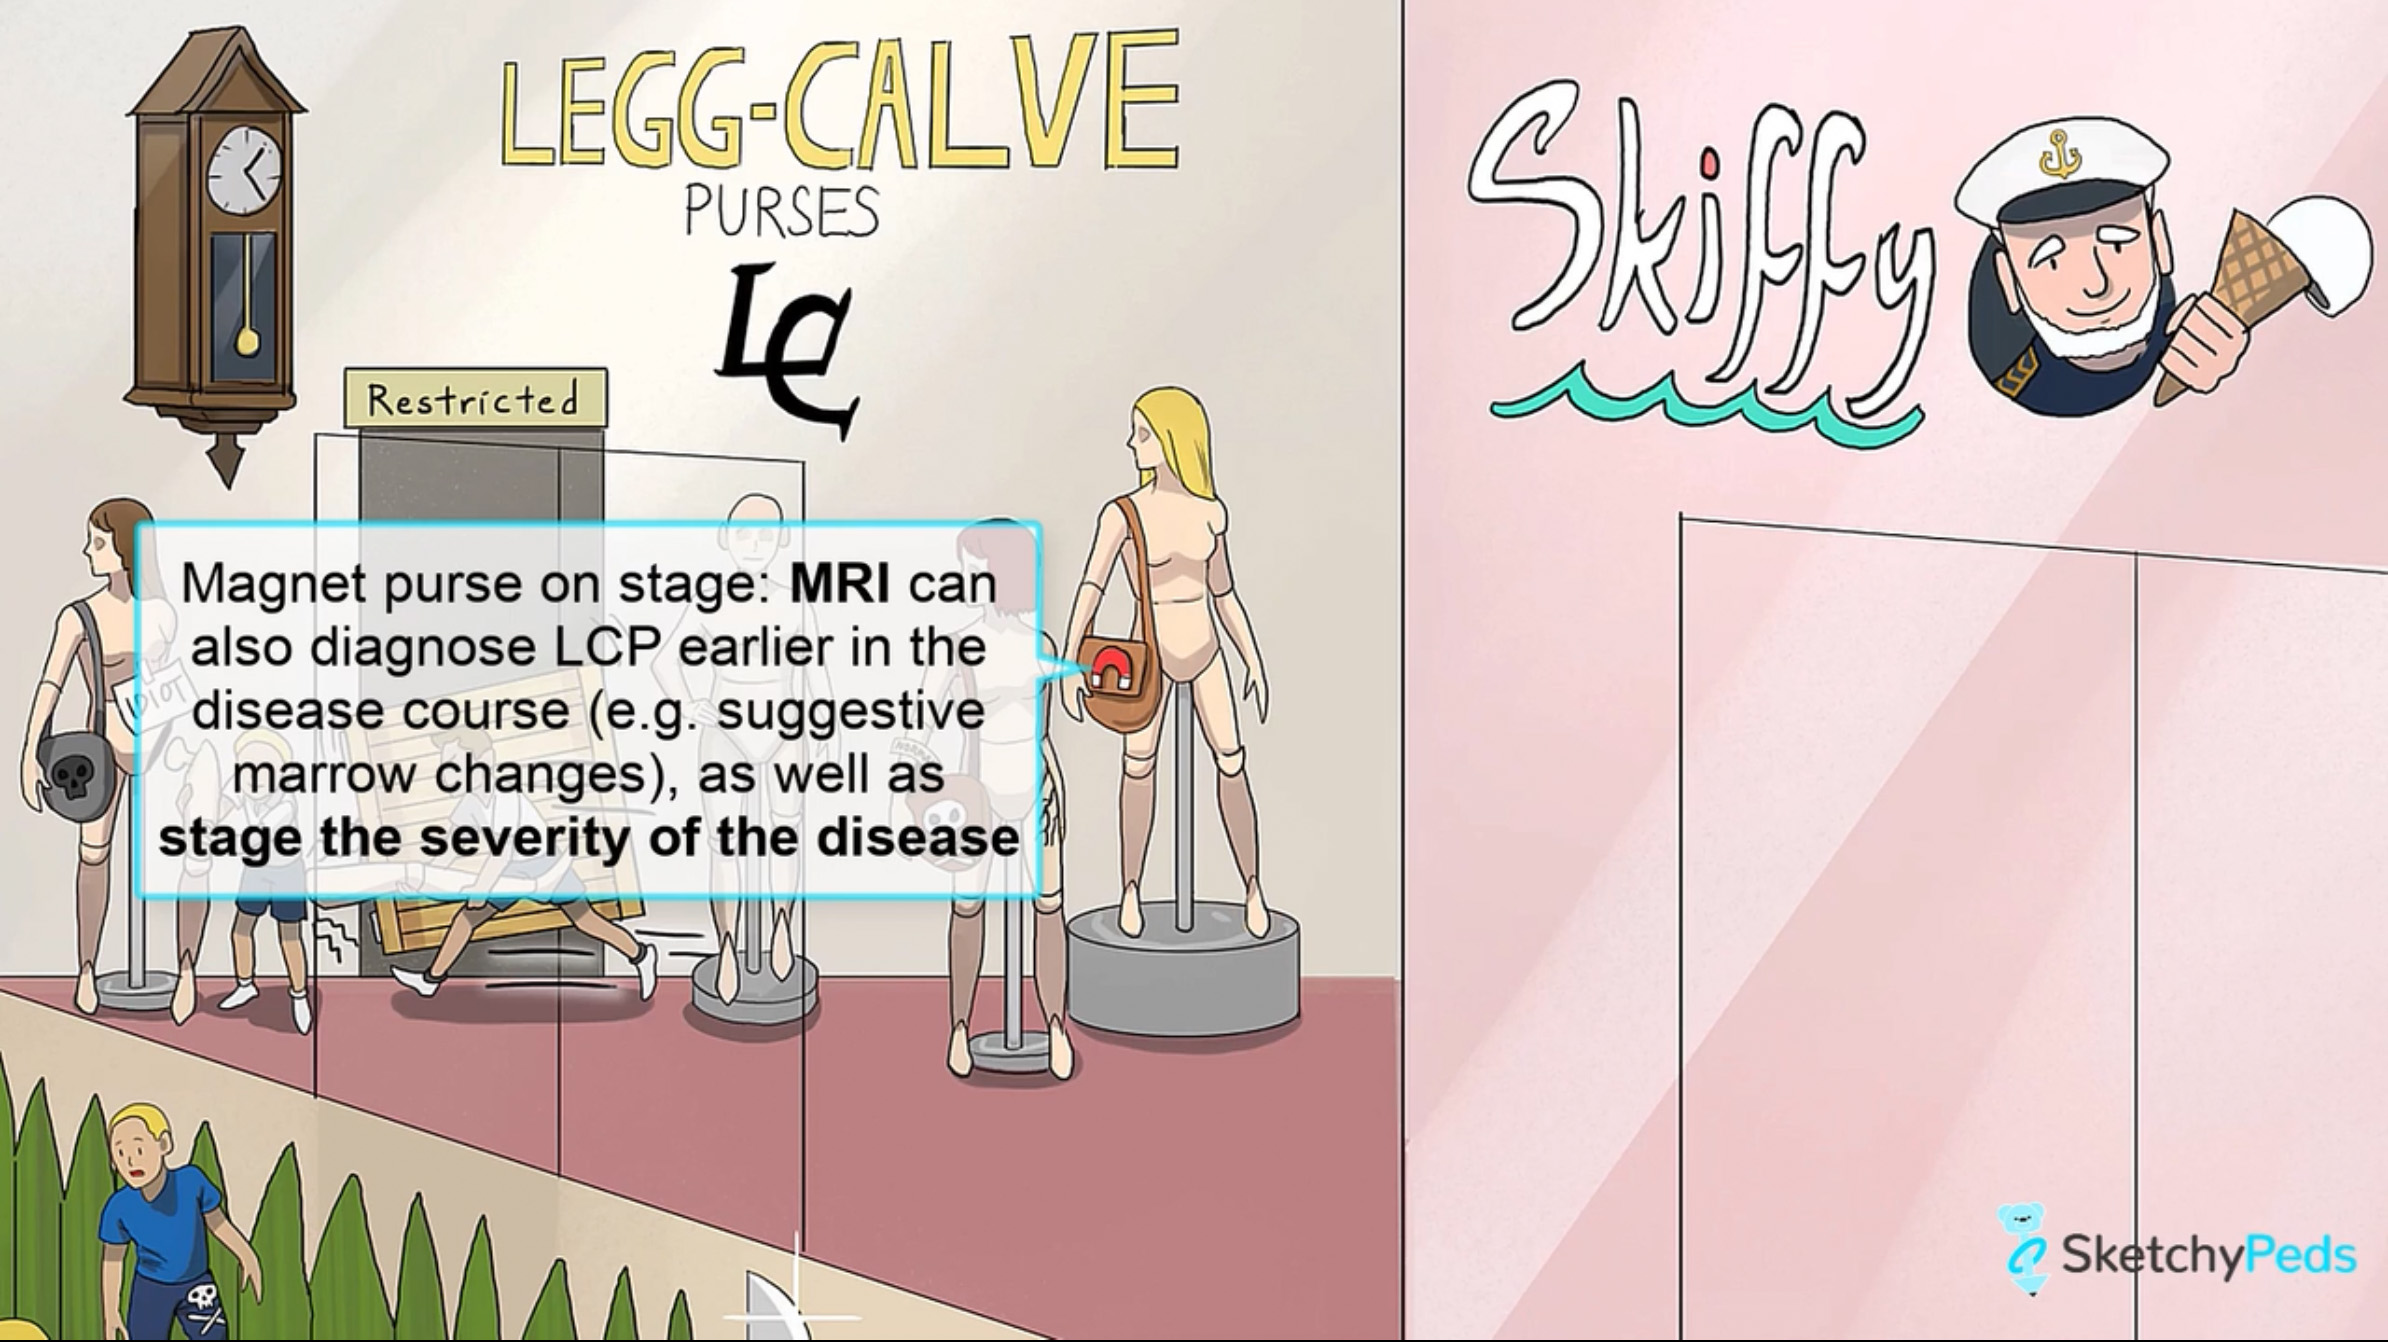 LEGG-CALVE
PURSES
LC
Skiffy
Restricted
Magnet purse on stage: MRI can
also diagnose LCP earlier in the
disease course (e.g. suggestive
marrow changes), as well as
stage the severity of the disease
IDIOT
SketchyPeds